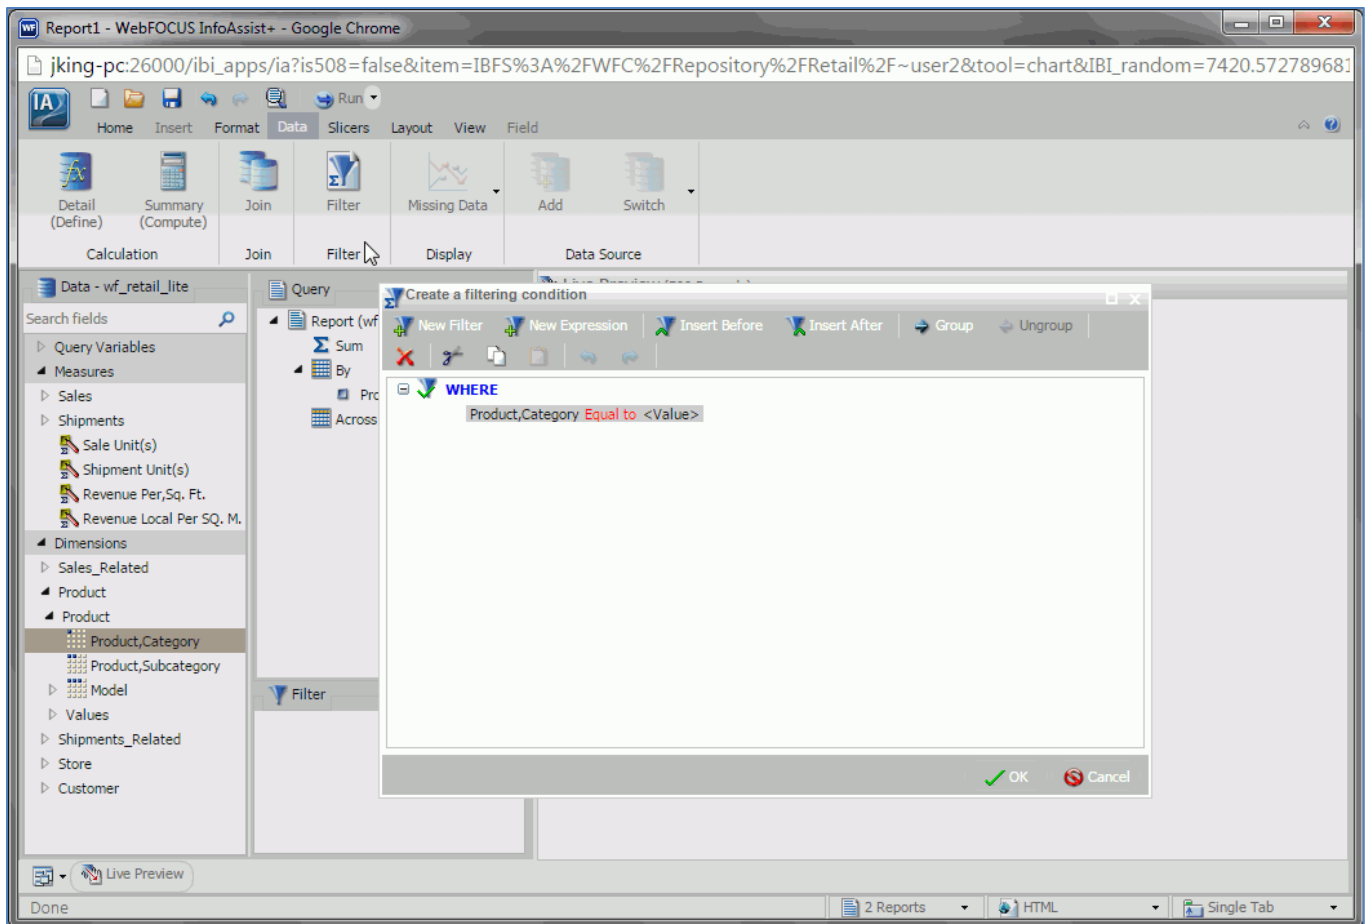 Report1 - WebFOCUS InfoAssist+ - Google Chrome
jking-pc:26000/ibi_apps/ia?is508=false&item=IBFS%3A%2FWFC%2FRepository%2FRetail%2F~user2&tool=chart&IBI_random=7420.572789681
IA
Run
Home Insert Format Data Slicers Layout View Field
Detail (Define) Summary (Compute) Join Filter Missing Data Add Switch
Calculation Join Filter Display Data Source
Data - wf_retail_lite
Search fields
Query Variables
Measures
Sales
Shipments
Sale Unit(s)
Shipment Unit(s)
Revenue Per,Sq. Ft.
Revenue Local Per SQ. M.
Dimensions
Sales_Related
Product
Product
Product,Category
Product,Subcategory
Model
Values
Shipments_Related
Store
Customer
Query
Report (wf
Sum
By
Pro
Across
Filter
Create a filtering condition
New Filter New Expression Insert Before Insert After Group Ungroup
WHERE
Product,Category Equal to <Value>
OK Cancel
Live Preview
Done 2 Reports HTML Single Tab